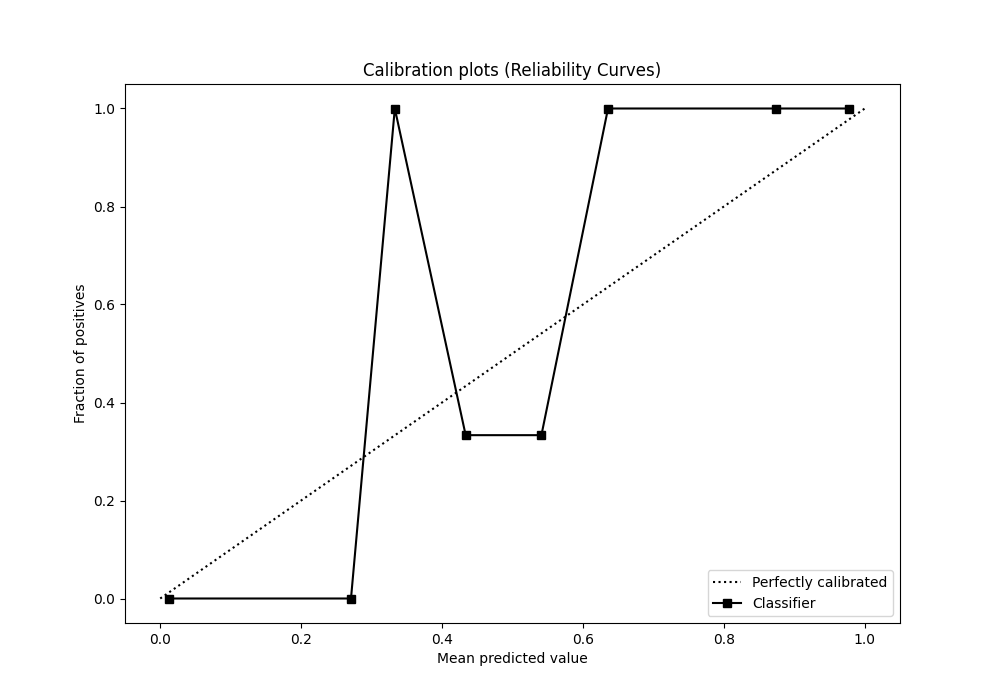 Calibration plots (Reliability Curves)
1.0
0.8
0.6
0.4
0.2
0.0
Fraction of positives
0.0 0.2 0.4 0.6 0.8 1.0
Mean predicted value
Perfectly calibrated
Classifier